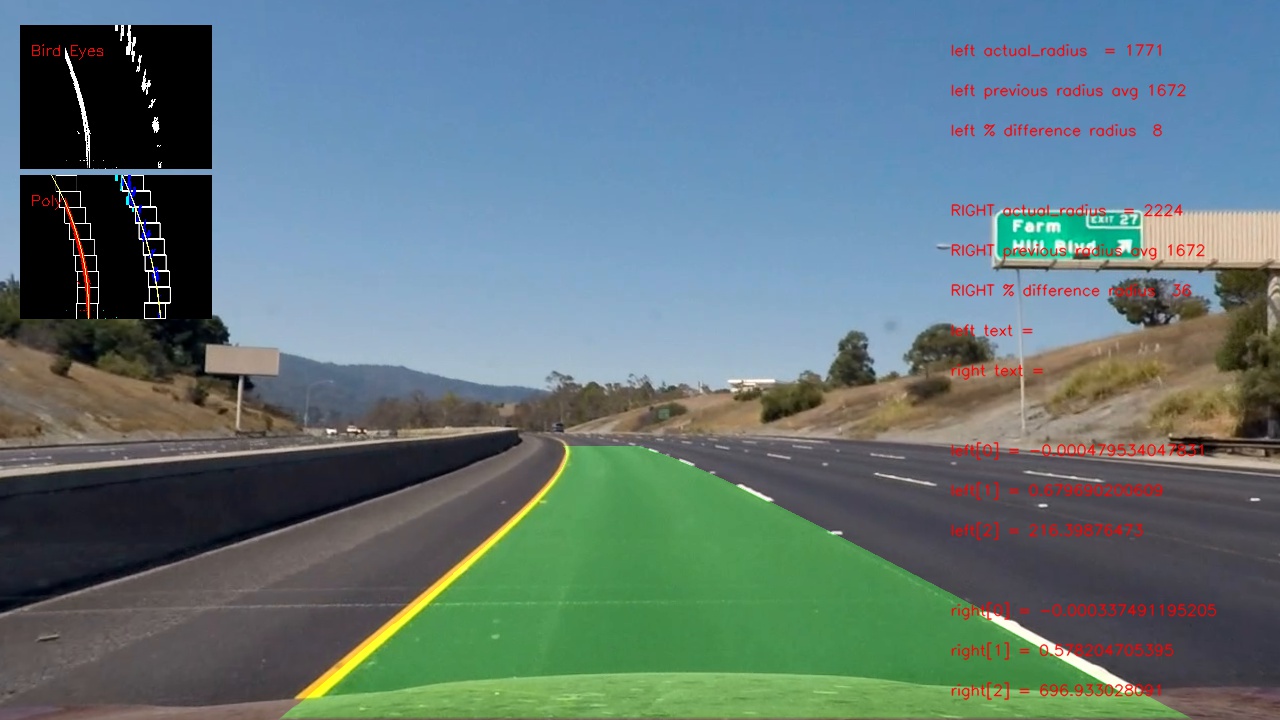 Bird Eyes
Poly
left actual_radius = 1771
left previous radius avg 1672
left % difference radius 8
RIGHT actual_radius = 2224
EXIT 27
Farm
Hill Blvd
RIGHT previous radius avg 1672
RIGHT % difference radius 36
left text =
right text =
left[0] = -0.000479534047831
left[1] = 0.679690200609
left[2] = 216.39876473
right[0] = -0.000337491195205
right[1] = 0.578204705395
right[2] = 696.933028091